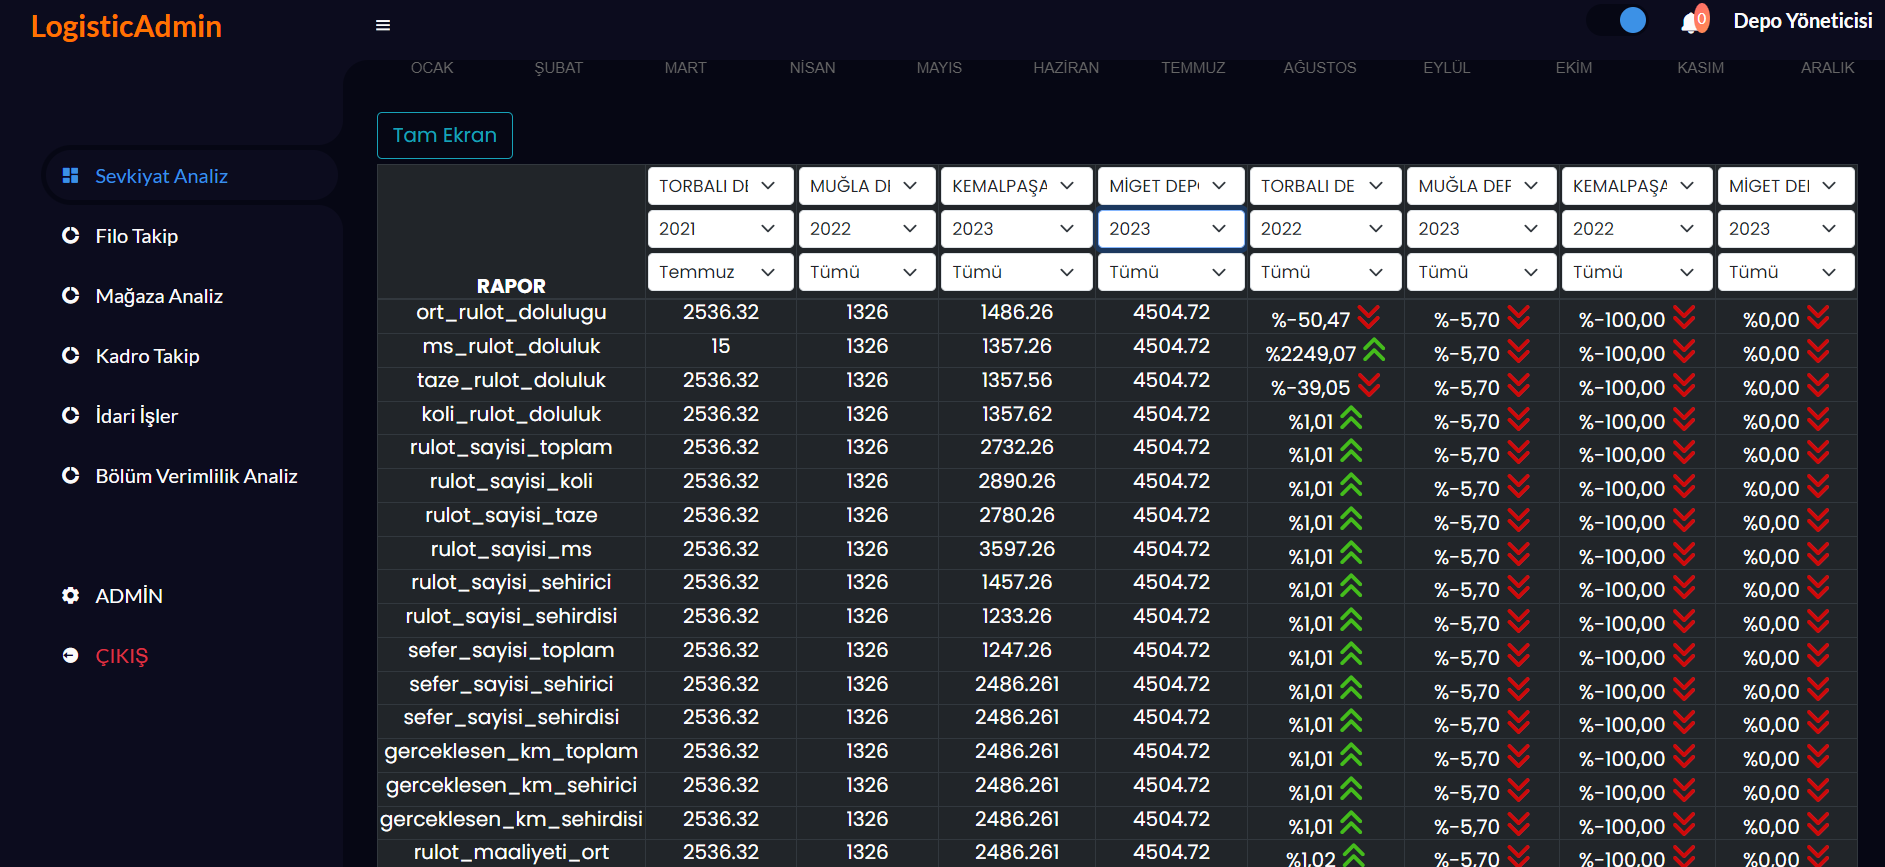 LogisticAdmin
0 Depo Yöneticisi
OCAK ŞUBAT MART NİSAN MAYIS HAZİRAN TEMMUZ AĞUSTOS EYLÜL EKİM KASIM ARALIK
Tam Ekran
Sevkiyat Analiz
Filo Takip
Mağaza Analiz
Kadro Takip
İdari İşler
Bölüm Verimlilik Analiz
ADMİN
ÇIKIŞ
TORBALI DE MUĞLA DE KEMALPAŞA MİGET DEPO TORBALI DE MUĞLA DEP KEMALPAŞA MİGET DEP
2021 2022 2023 2023 2022 2023 2022 2023
Temmuz Tümü Tümü Tümü Tümü Tümü Tümü Tümü
RAPOR
ort_rulot_dolulugu 2536.32 1326 1486.26 4504.72 %-50,47 %-5,70 %-100,00 %0,00
ms_rulot_doluluk 15 1326 1357.26 4504.72 %2249,07 %-5,70 %-100,00 %0,00
taze_rulot_doluluk 2536.32 1326 1357.56 4504.72 %-39,05 %-5,70 %-100,00 %0,00
koli_rulot_doluluk 2536.32 1326 1357.62 4504.72 %1,01 %-5,70 %-100,00 %0,00
rulot_sayisi_toplam 2536.32 1326 2732.26 4504.72 %1,01 %-5,70 %-100,00 %0,00
rulot_sayisi_koli 2536.32 1326 2890.26 4504.72 %1,01 %-5,70 %-100,00 %0,00
rulot_sayisi_taze 2536.32 1326 2780.26 4504.72 %1,01 %-5,70 %-100,00 %0,00
rulot_sayisi_ms 2536.32 1326 3597.26 4504.72 %1,01 %-5,70 %-100,00 %0,00
rulot_sayisi_sehirici 2536.32 1326 1457.26 4504.72 %1,01 %-5,70 %-100,00 %0,00
rulot_sayisi_sehirdisi 2536.32 1326 1233.26 4504.72 %1,01 %-5,70 %-100,00 %0,00
sefer_sayisi_toplam 2536.32 1326 1247.26 4504.72 %1,01 %-5,70 %-100,00 %0,00
sefer_sayisi_sehirici 2536.32 1326 2486.261 4504.72 %1,01 %-5,70 %-100,00 %0,00
sefer_sayisi_sehirdisi 2536.32 1326 2486.261 4504.72 %1,01 %-5,70 %-100,00 %0,00
gerceklesen_km_toplam 2536.32 1326 2486.261 4504.72 %1,01 %-5,70 %-100,00 %0,00
gerceklesen_km_sehirici 2536.32 1326 2486.261 4504.72 %1,01 %-5,70 %-100,00 %0,00
gerceklesen_km_sehirdisi 2536.32 1326 2486.261 4504.72 %1,01 %-5,70 %-100,00 %0,00
rulot_maaliyeti_ort 2536.32 1326 2486.261 4504.72 %1,02 %-5,70 %-100,00 %0,00